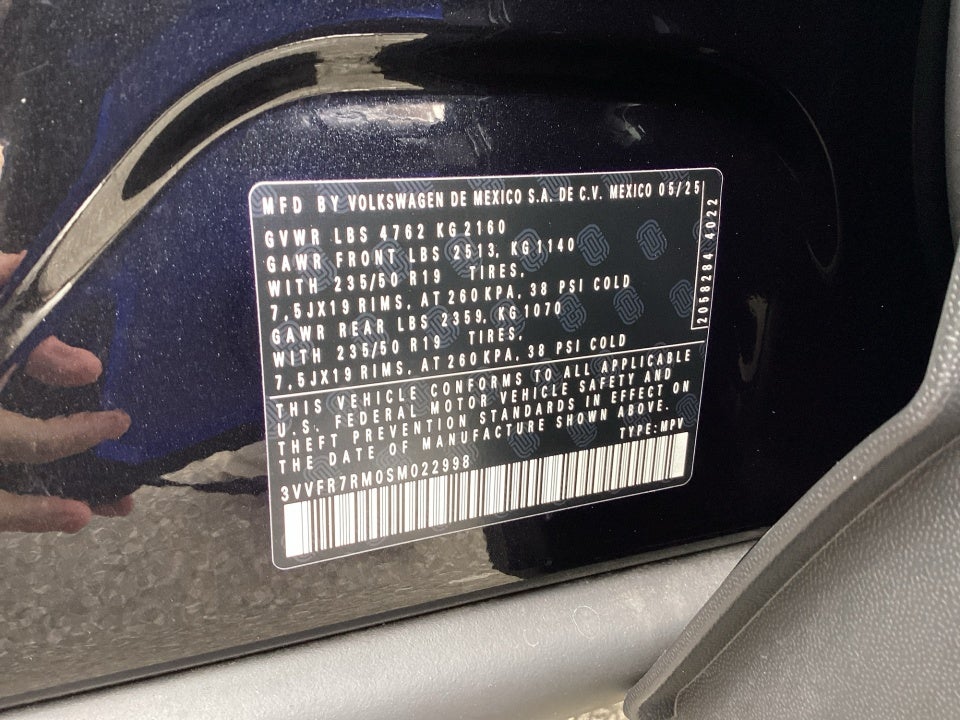 MFD BY VOLKSWAGEN DE MEXICO S.A. DE C.V. MEXICO 05/25
GVWR LBS 4762 KG 2160
GAWR FRONT LBS 2513, KG 1140
WITH 235/50 R19 TIRES,
7,5JX19 RIMS, AT 260 KPA, 38 PSI COLD
GAWR REAR LBS 2359, KG 1070
WITH 235/50 R19 TIRES,
7,5JX19 RIMS, AT 260 KPA, 38 PSI COLD
2058284 4022
THIS VEHICLE CONFORMS TO ALL APPLICABLE
U.S. FEDERAL MOTOR VEHICLE SAFETY AND
THEFT PREVENTION STANDARDS IN EFFECT ON
THE DATE OF MANUFACTURE SHOWN ABOVE.
TYPE:MPV
3VVFR7RM0SM022998